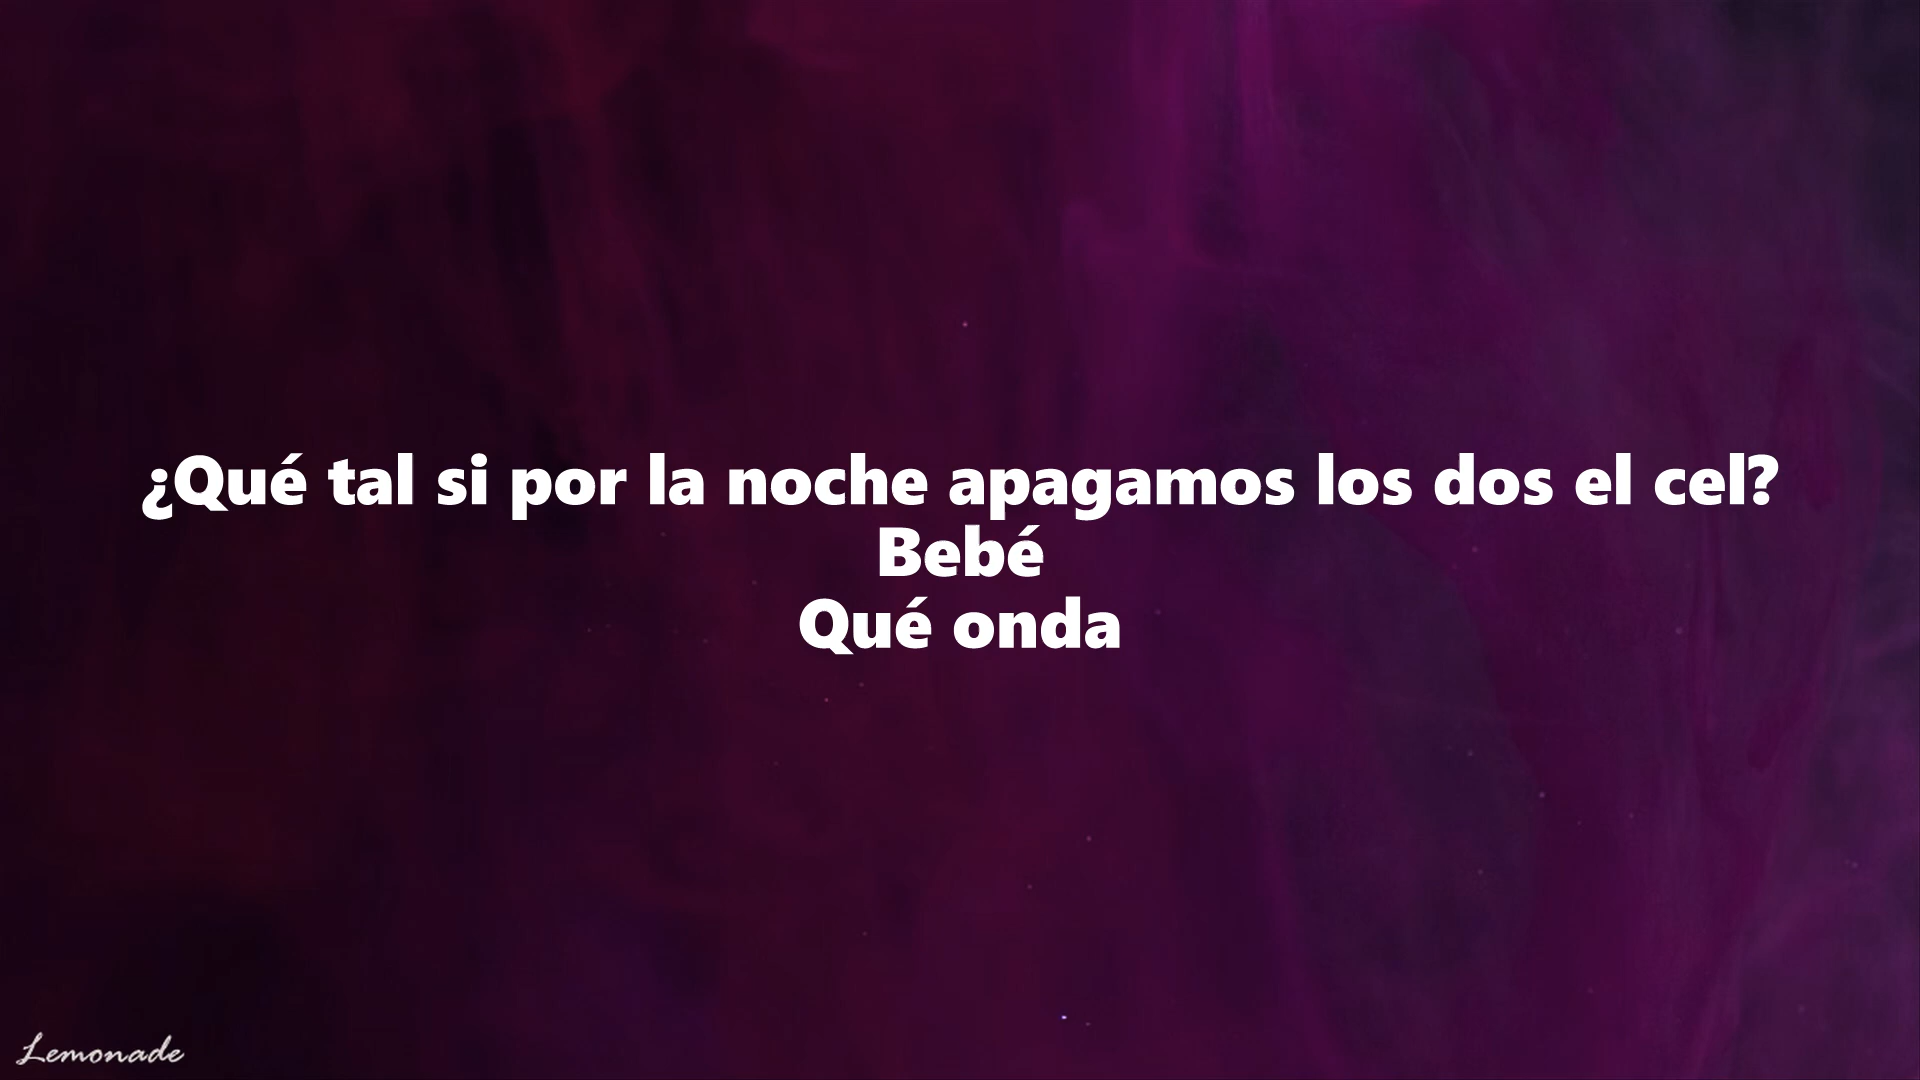 ¿Qué tal si por la noche apagamos los dos el cel?
Bebé
Qué onda
Lemonade